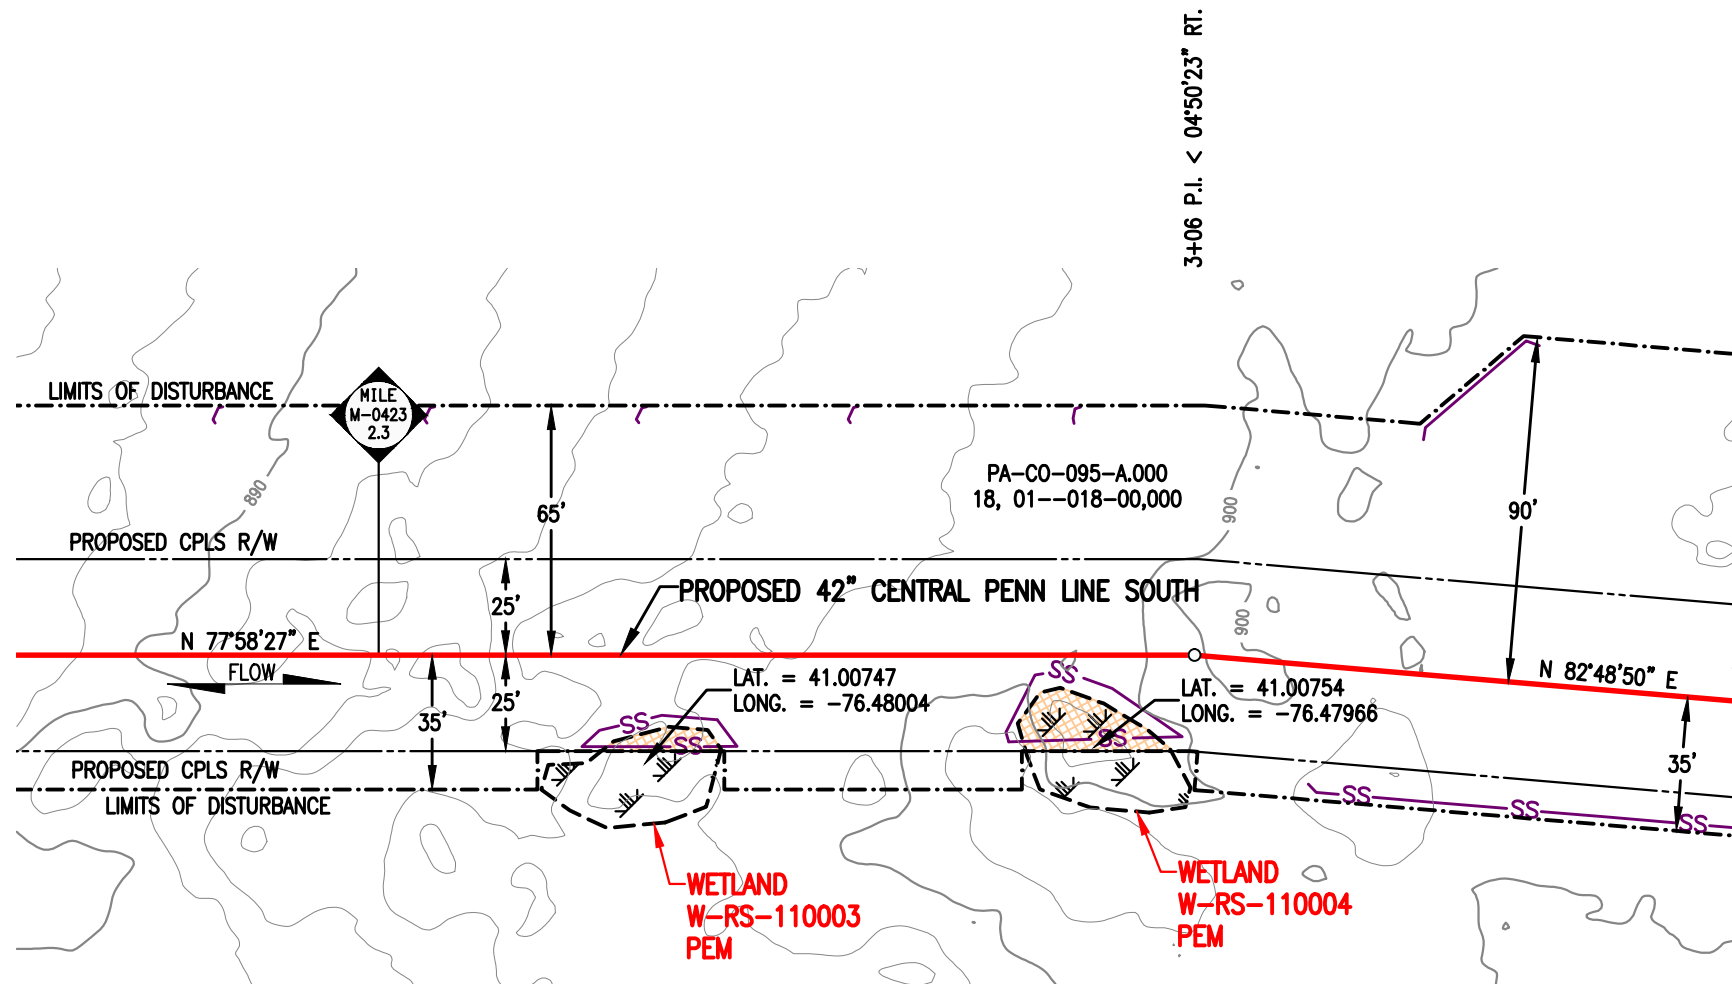 3+06 P.I. < 04°50'23" RT.
LIMITS OF DISTURBANCE
MILE
M-0423
2.3
890
65'
PA-CO-095-A.000
18, 01--018-00,000
900
90'
PROPOSED CPLS R/W
25'
PROPOSED 42" CENTRAL PENN LINE SOUTH
900
N 77°58'27" E
FLOW
N 82°48'50" E
35'
25'
LAT. = 41.00747
LONG. = -76.48004
SS
LAT. = 41.00754
LONG. = -76.47966
SS
SS
SS
35'
PROPOSED CPLS R/W
LIMITS OF DISTURBANCE
SS
SS
SS
WETLAND
W-RS-110003
PEM
WETLAND
W-RS-110004
PEM